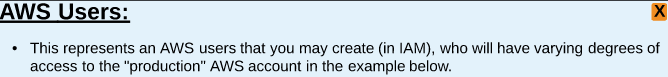 AWS Users:
X
• This represents an AWS users that you may create (in IAM), who will have varying degrees of
access to the "production" AWS account in the example below.